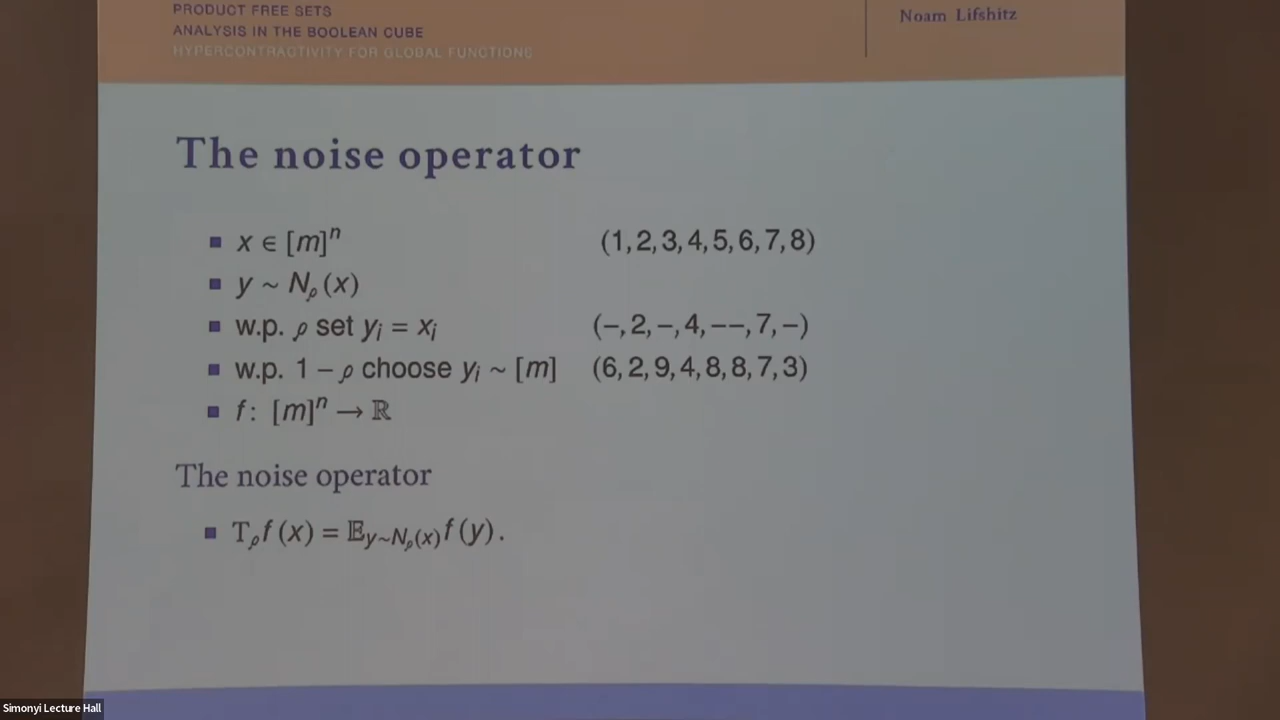 PRODUCT FREE SETS
ANALYSIS IN THE BOOLEAN CUBE
HYPERCONTRACTIVITY FOR GLOBAL FUNCTIONS
Noam Lifshitz
The noise operator
▪ x ∈ [m]ⁿ (1,2,3,4,5,6,7,8)
▪ y ~ N_ρ(x)
▪ w.p. ρ set y_i = x_i (−,2,−,4,−−,7,−)
▪ w.p. 1 − ρ choose y_i ~ [m] (6,2,9,4,8,8,7,3)
▪ f: [m]ⁿ → ℝ
The noise operator
▪ T_ρ f(x) = 𝔼_{y~N_ρ(x)} f(y).
Simonyi Lecture Hall